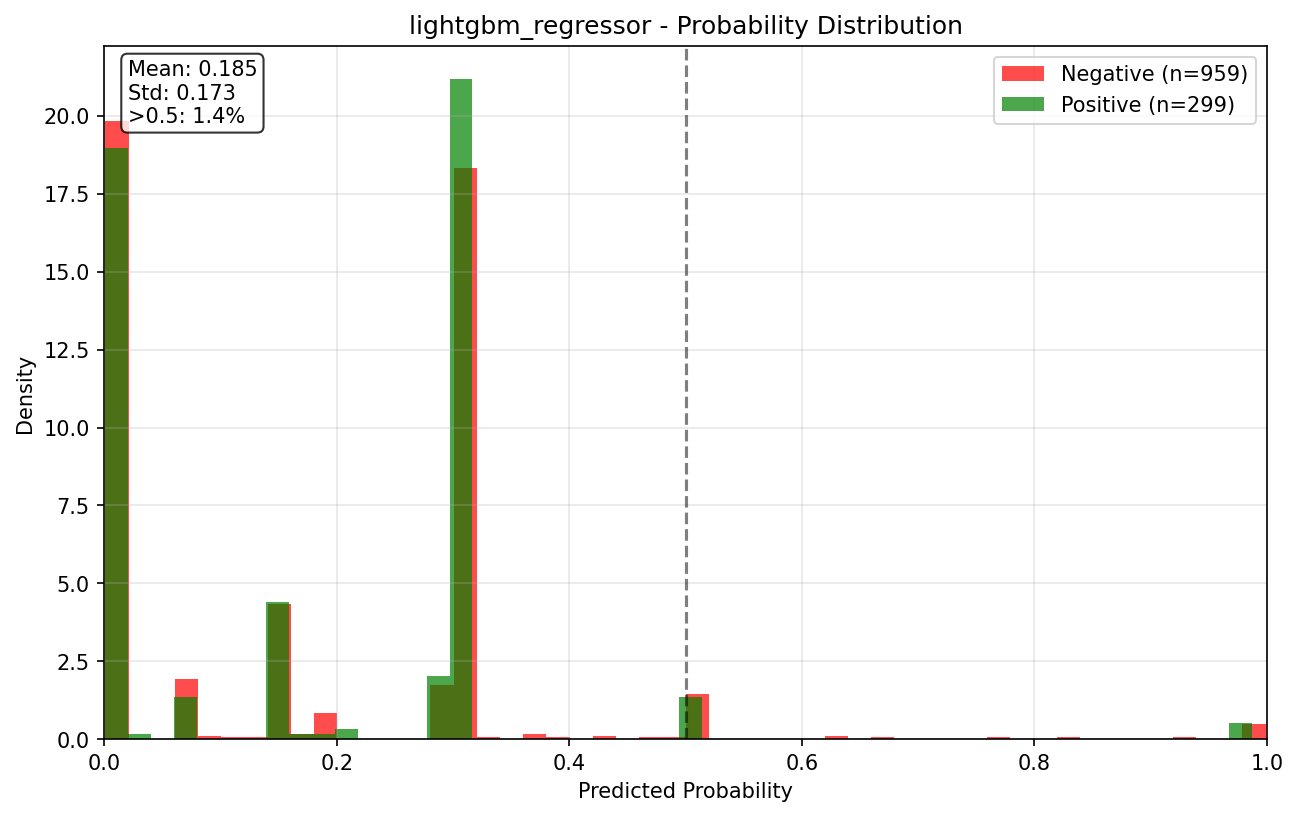 lightgbm_regressor - Probability Distribution
Mean: 0.185
Std: 0.173
>0.5: 1.4%
Negative (n=959)
Positive (n=299)
20.0
17.5
15.0
12.5
10.0
7.5
5.0
2.5
0.0
Density
0.0 0.2 0.4 0.6 0.8 1.0
Predicted Probability